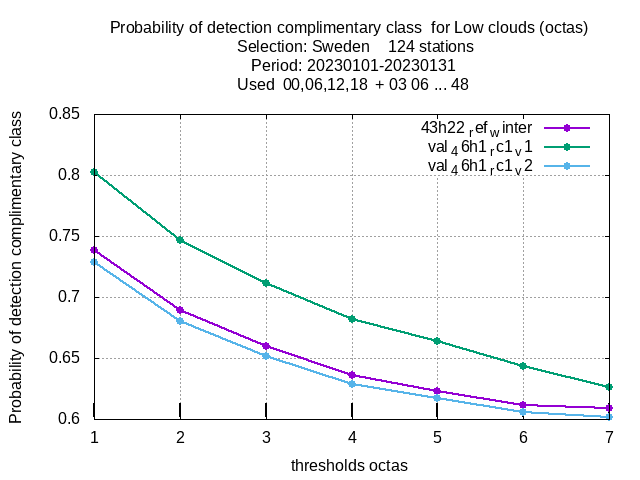 Probability of detection complimentary class  for Low clouds (octas)
Selection: Sweden    124 stations
Period: 20230101-20230131
Used  00,06,12,18  + 03 06 ... 48
Probability of detection complimentary class
0.85
0.8
0.75
0.7
0.65
0.6
43h22 r ef w inter
val 4 6h1 r c1 v 1
val 4 6h1 r c1 v 2
1 2 3 4 5 6 7
thresholds octas